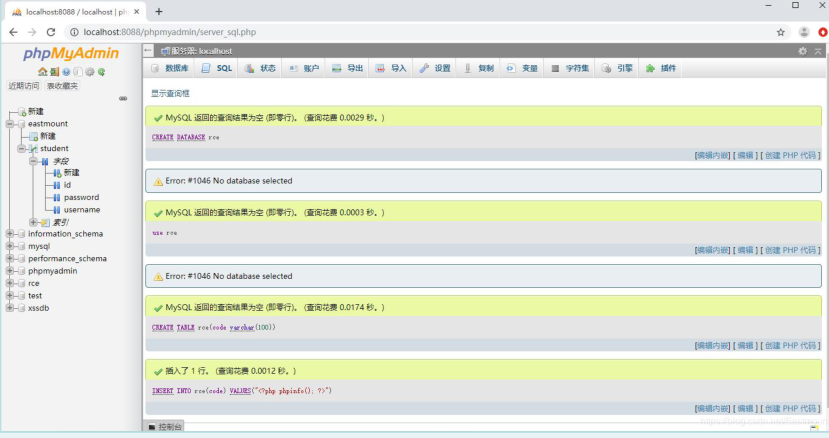 localhost:8088 / localhost | ph
localhost:8088/phpmyadmin/server_sql.php
phpMyAdmin
近期访问 表收藏夹
新建
eastmount
新建
student
字段
新建
id
password
username
索引
information_schema
mysql
performance_schema
phpmyadmin
rce
test
xssdb
服务器: localhost
数据库 SQL 状态 账户 导出 导入 设置 复制 变量 字符集 引擎 插件
显示查询框
MySQL 返回的查询结果为空 (即零行)。 (查询花费 0.0029 秒。)
CREATE DATABASE rce
[编辑内嵌] [ 编辑 ] [ 创建 PHP 代码 ]
Error: #1046 No database selected
MySQL 返回的查询结果为空 (即零行)。 (查询花费 0.0003 秒。)
use rce
[编辑内嵌] [ 编辑 ] [ 创建 PHP 代码 ]
Error: #1046 No database selected
MySQL 返回的查询结果为空 (即零行)。 (查询花费 0.0174 秒。)
CREATE TABLE rce(code varchar(100))
[编辑内嵌] [ 编辑 ] [ 创建 PHP 代码 ]
插入了 1 行。 (查询花费 0.0012 秒。)
INSERT INTO rce(code) VALUES("<?php phpinfo(); ?>")
[编辑内嵌] [ 编辑 ] [ 创建 PHP 代码 ]
控制台